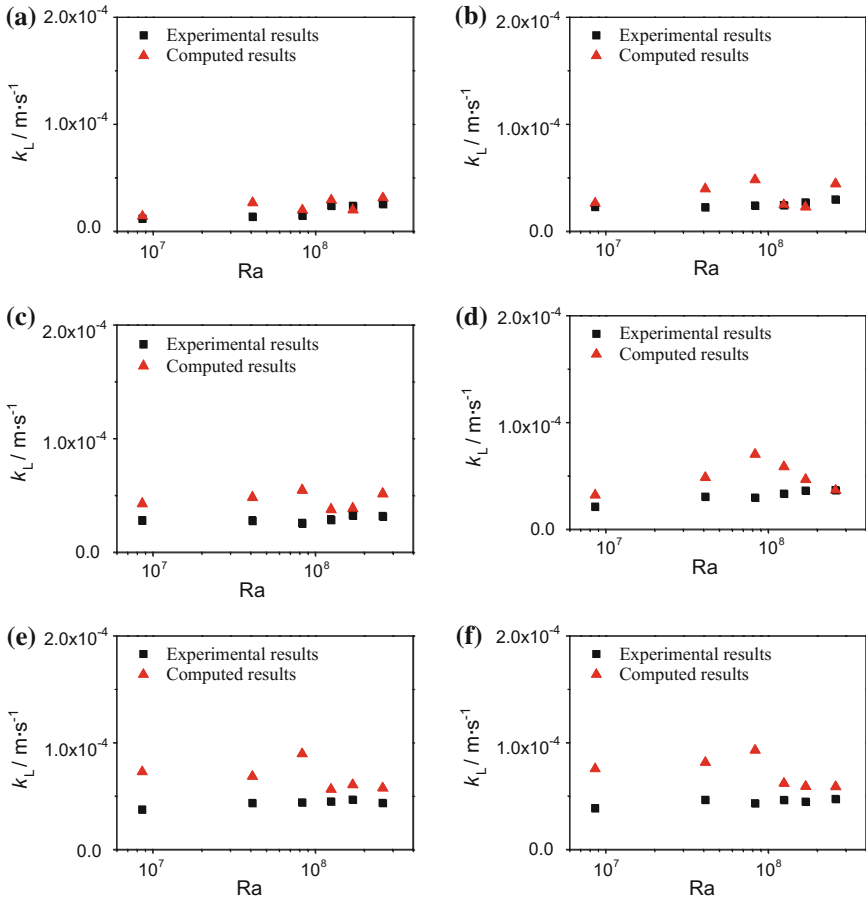 (a)
2.0x10⁻⁴
Experimental results
Computed results
1.0x10⁻⁴
kL / m·s⁻¹
0.0
10⁷
10⁸
Ra
(b)
2.0x10⁻⁴
Experimental results
Computed results
1.0x10⁻⁴
kL / m·s⁻¹
0.0
10⁷
10⁸
Ra
(c)
2.0x10⁻⁴
Experimental results
Computed results
1.0x10⁻⁴
kL / m·s⁻¹
0.0
10⁷
10⁸
Ra
(d)
2.0x10⁻⁴
Experimental results
Computed results
1.0x10⁻⁴
kL / m·s⁻¹
0.0
10⁷
10⁸
Ra
(e)
2.0x10⁻⁴
Experimental results
Computed results
1.0x10⁻⁴
kL / m·s⁻¹
0.0
10⁷
10⁸
Ra
(f)
2.0x10⁻⁴
Experimental results
Computed results
1.0x10⁻⁴
kL / m·s⁻¹
0.0
10⁷
10⁸
Ra